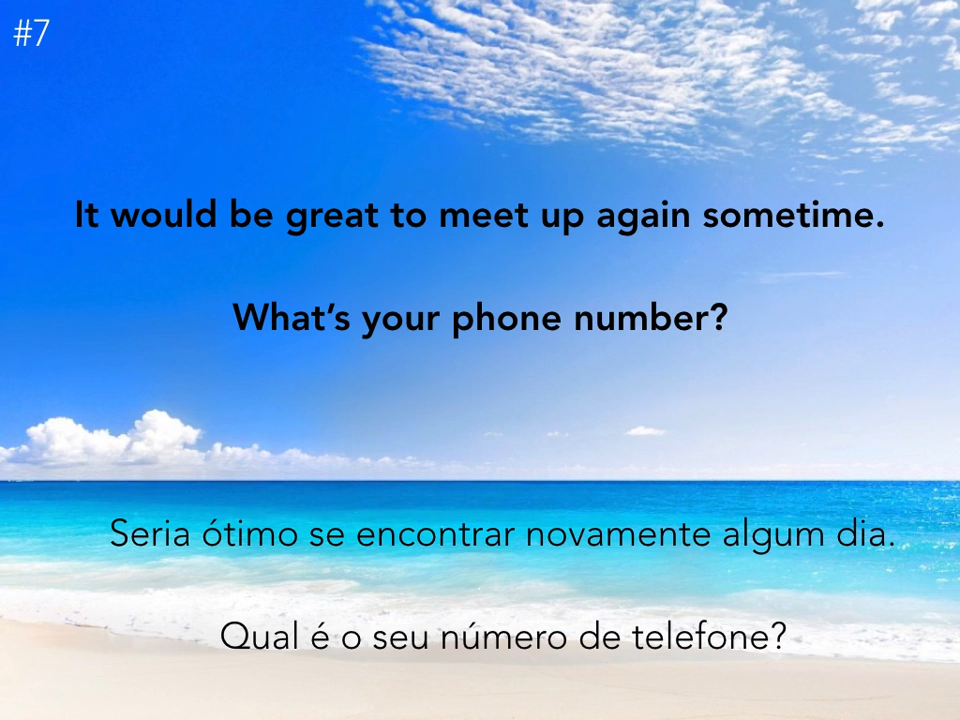 #7
It would be great to meet up again sometime.
What’s your phone number?
Seria ótimo se encontrar novamente algum dia.
Qual é o seu número de telefone?